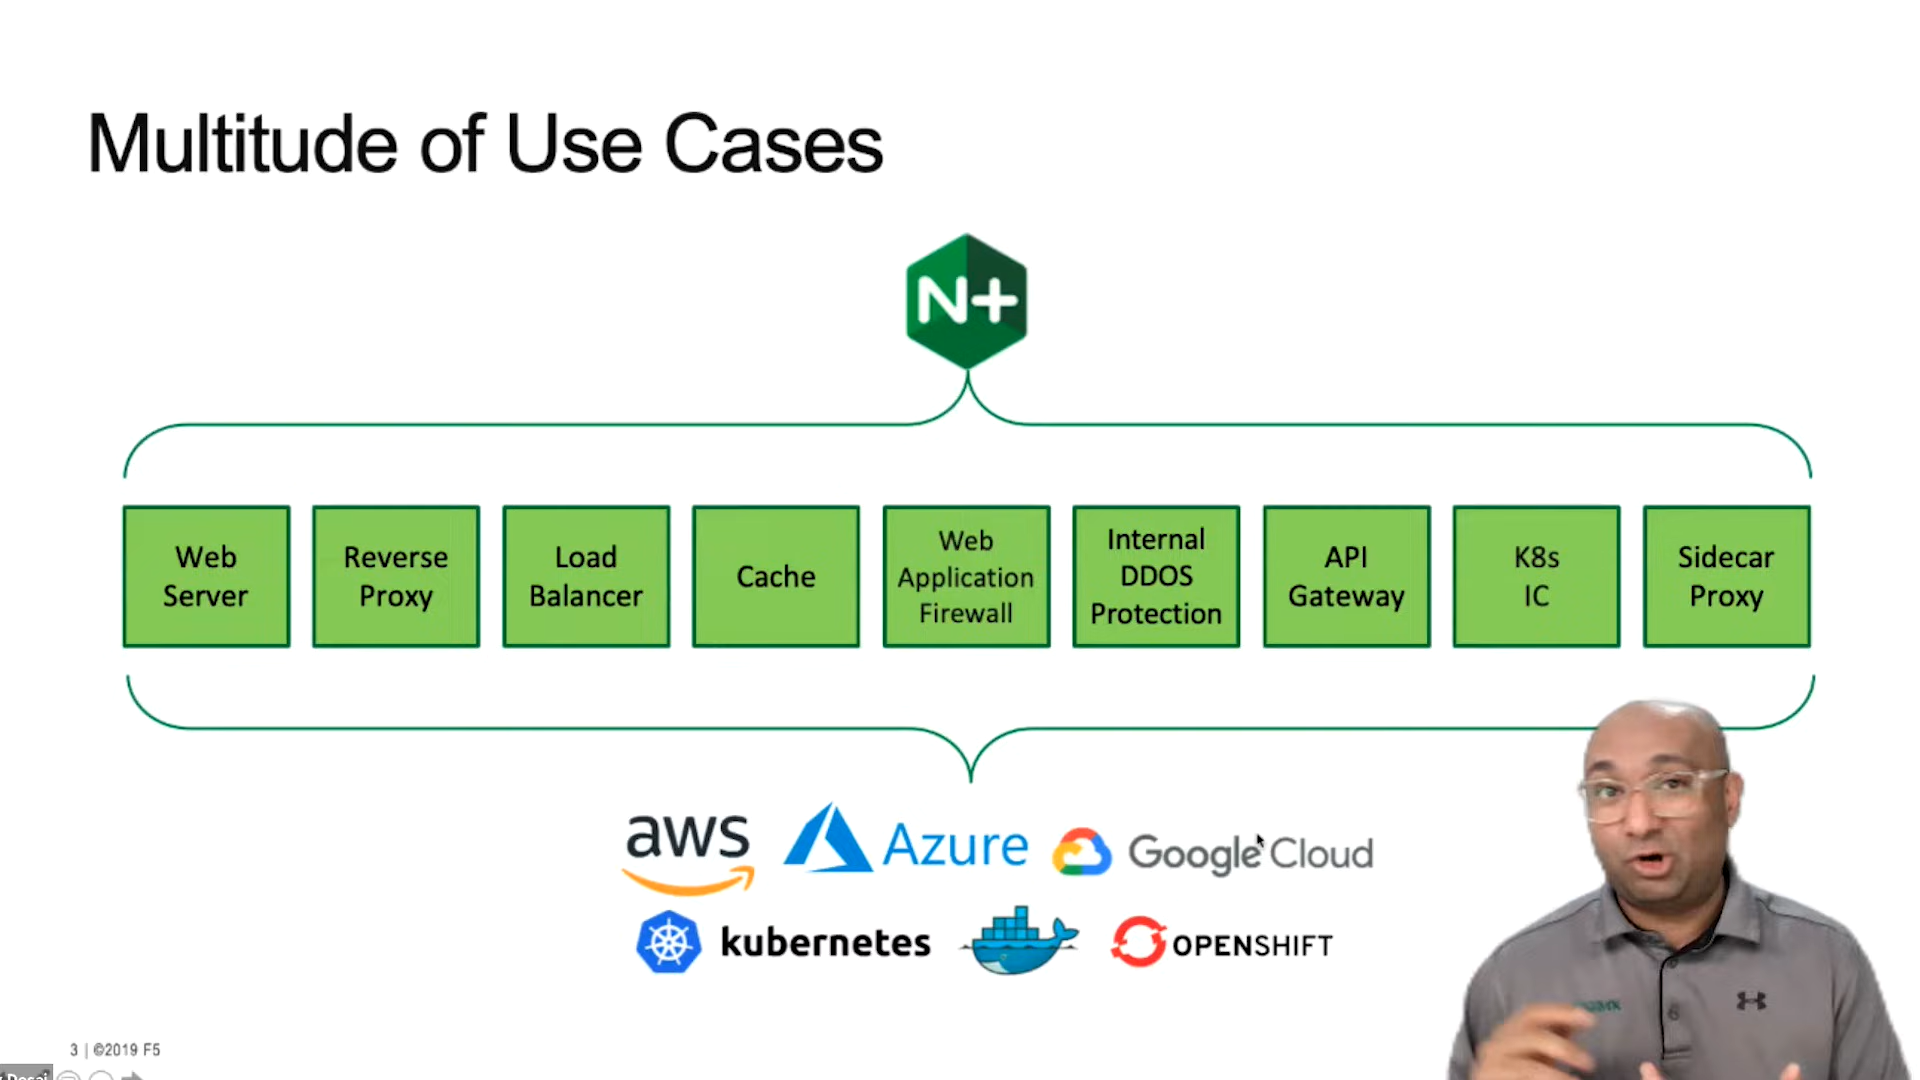 Multitude of Use Cases
N+
Web
Server
Reverse
Proxy
Load
Balancer
Cache
Web
Application
Firewall
Internal
DDOS
Protection
API
Gateway
K8s
IC
Sidecar
Proxy
aws
Azure
Google Cloud
kubernetes
OPENSHIFT
3 | ©2019 F5
Desai